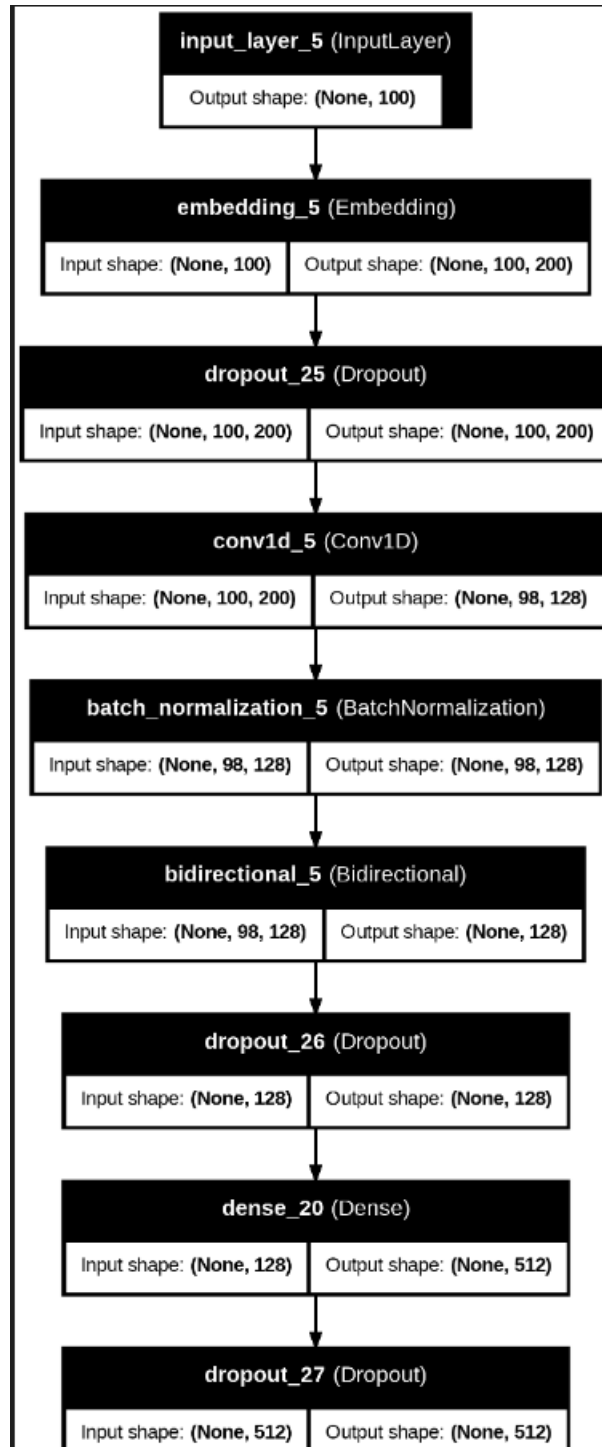 input_layer_5 (InputLayer)
Output shape: (None, 100)
embedding_5 (Embedding)
Input shape: (None, 100) Output shape: (None, 100, 200)
dropout_25 (Dropout)
Input shape: (None, 100, 200) Output shape: (None, 100, 200)
conv1d_5 (Conv1D)
Input shape: (None, 100, 200) Output shape: (None, 98, 128)
batch_normalization_5 (BatchNormalization)
Input shape: (None, 98, 128) Output shape: (None, 98, 128)
bidirectional_5 (Bidirectional)
Input shape: (None, 98, 128) Output shape: (None, 128)
dropout_26 (Dropout)
Input shape: (None, 128) Output shape: (None, 128)
dense_20 (Dense)
Input shape: (None, 128) Output shape: (None, 512)
dropout_27 (Dropout)
Input shape: (None, 512) Output shape: (None, 512)